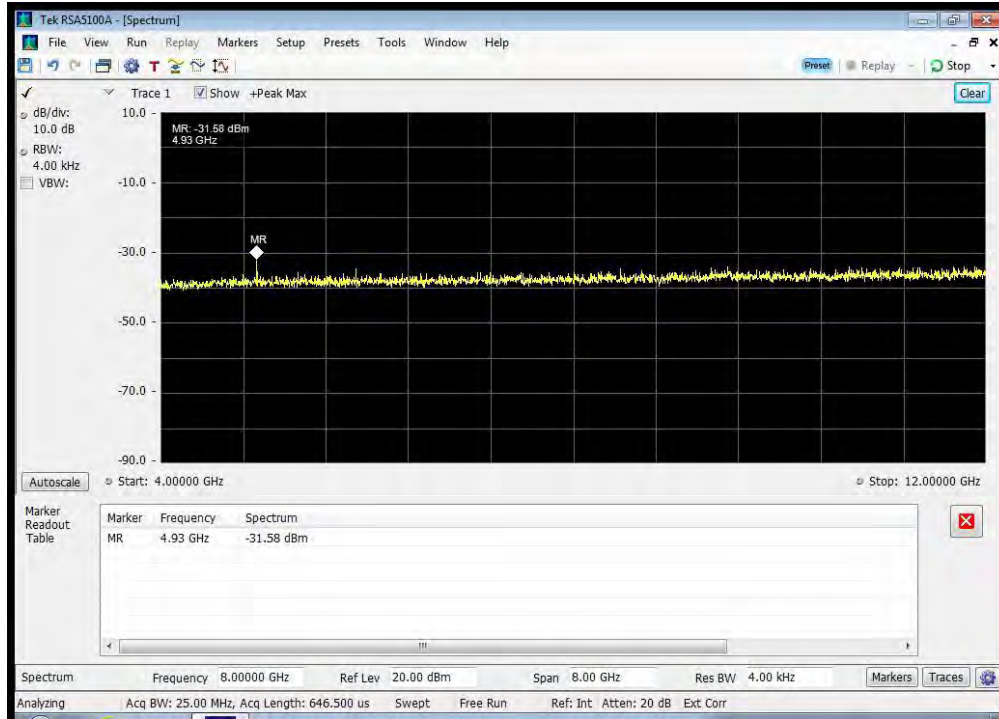 Tek RSA5100A - [Spectrum]
File View Run Replay Markers Setup Presets Tools Window Help
Preset Replay Stop
Trace 1 Show +Peak Max Clear
dB/div: 10.0 dB
RBW: 4.00 kHz
VBW:
10.0
-10.0
-30.0
-50.0
-70.0
-90.0
MR: -31.58 dBm
4.93 GHz
MR
Autoscale Start: 4.00000 GHz Stop: 12.00000 GHz
Marker Readout Table
Marker Frequency Spectrum
MR 4.93 GHz -31.58 dBm
Spectrum Frequency 8.00000 GHz Ref Lev 20.00 dBm Span 8.00 GHz Res BW 4.00 kHz Markers Traces
Analyzing Acq BW: 25.00 MHz, Acq Length: 646.500 us Swept Free Run Ref: Int Atten: 20 dB Ext Corr